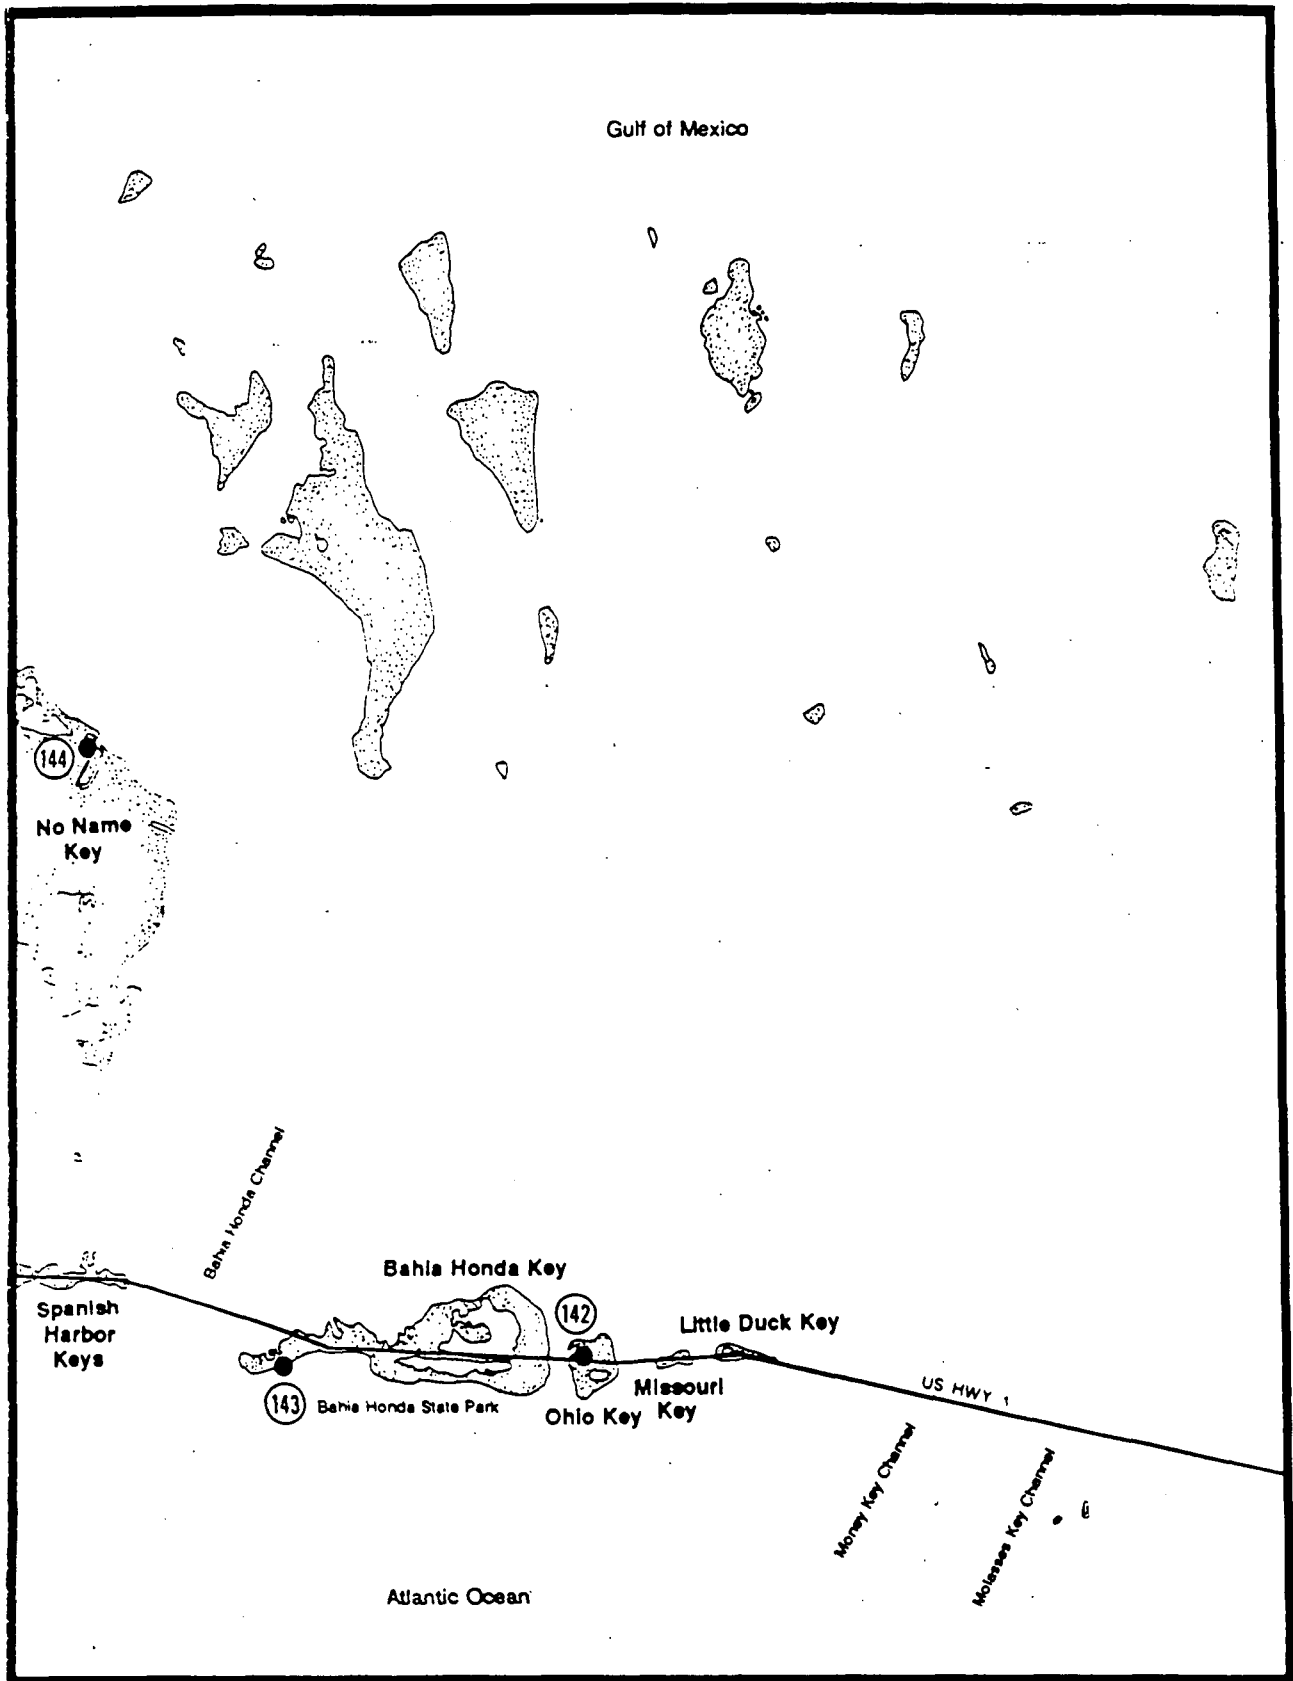 Gulf of Mexico
144
No Name
Key
Bahia Honda Channel
Bahia Honda Key
Spanish
Harbor
Keys
142
Little Duck Key
143
Bahia Honda State Park
Ohio Key
Missouri
Key
US HWY 1
Money Key Channel
Molasses Key Channel
Atlantic Ocean